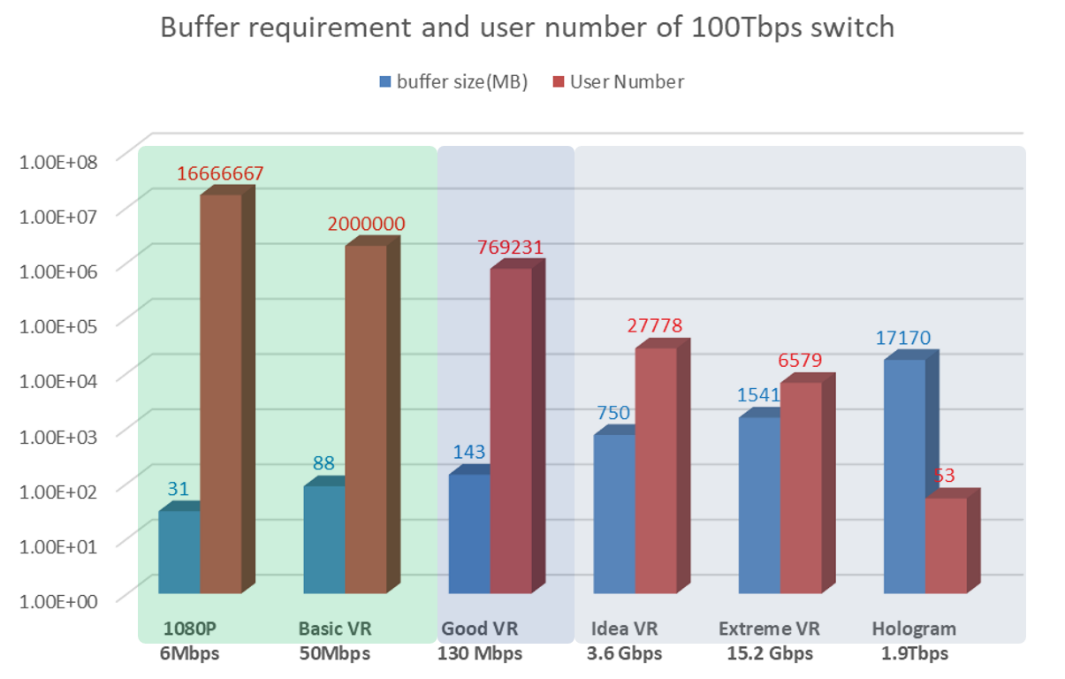 Buffer requirement and user number of 100Tbps switch
buffer size(MB) User Number
1.00E+08
1.00E+07
1.00E+06
1.00E+05
1.00E+04
1.00E+03
1.00E+02
1.00E+01
1.00E+00
16666667
2000000
769231
27778
6579
17170
31
88
143
750
1541
53
1080P Basic VR Good VR Idea VR Extreme VR Hologram
6Mbps 50Mbps 130 Mbps 3.6 Gbps 15.2 Gbps 1.9Tbps